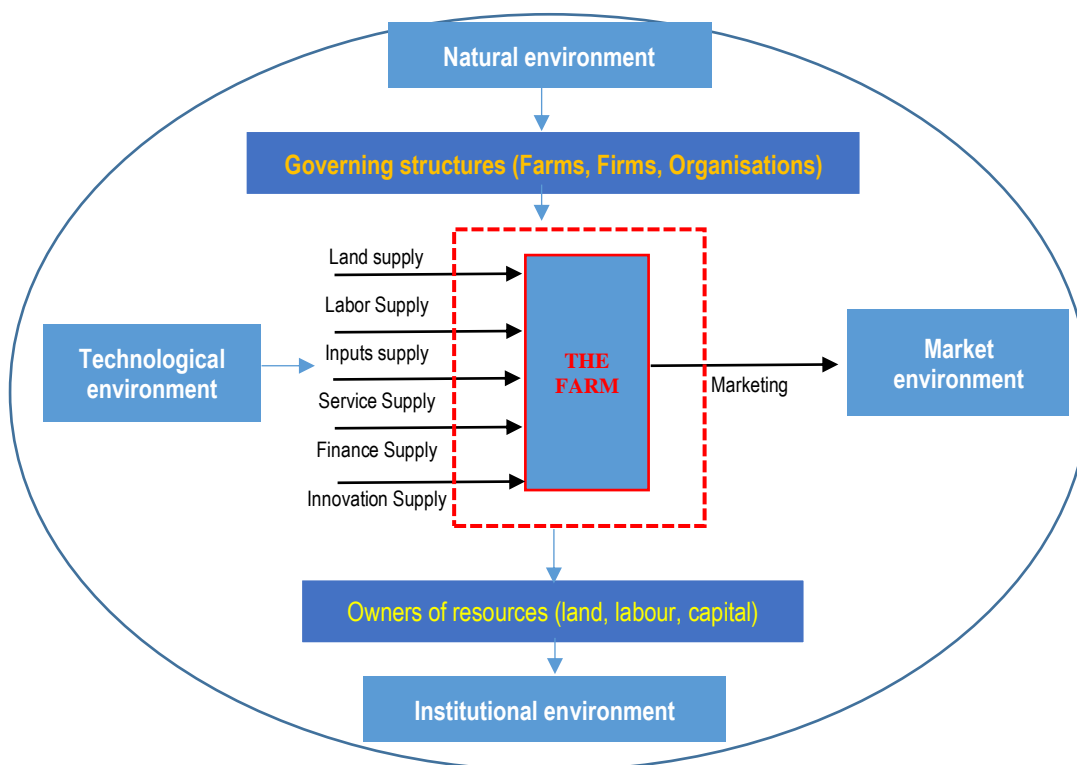 Natural environment
Governing structures (Farms, Firms, Organisations)
Land supply
Labor Supply
Inputs supply
Service Supply
Finance Supply
Innovation Supply
Technological
environment
THE
FARM
Marketing
Market
environment
Owners of resources (land, labour, capital)
Institutional environment